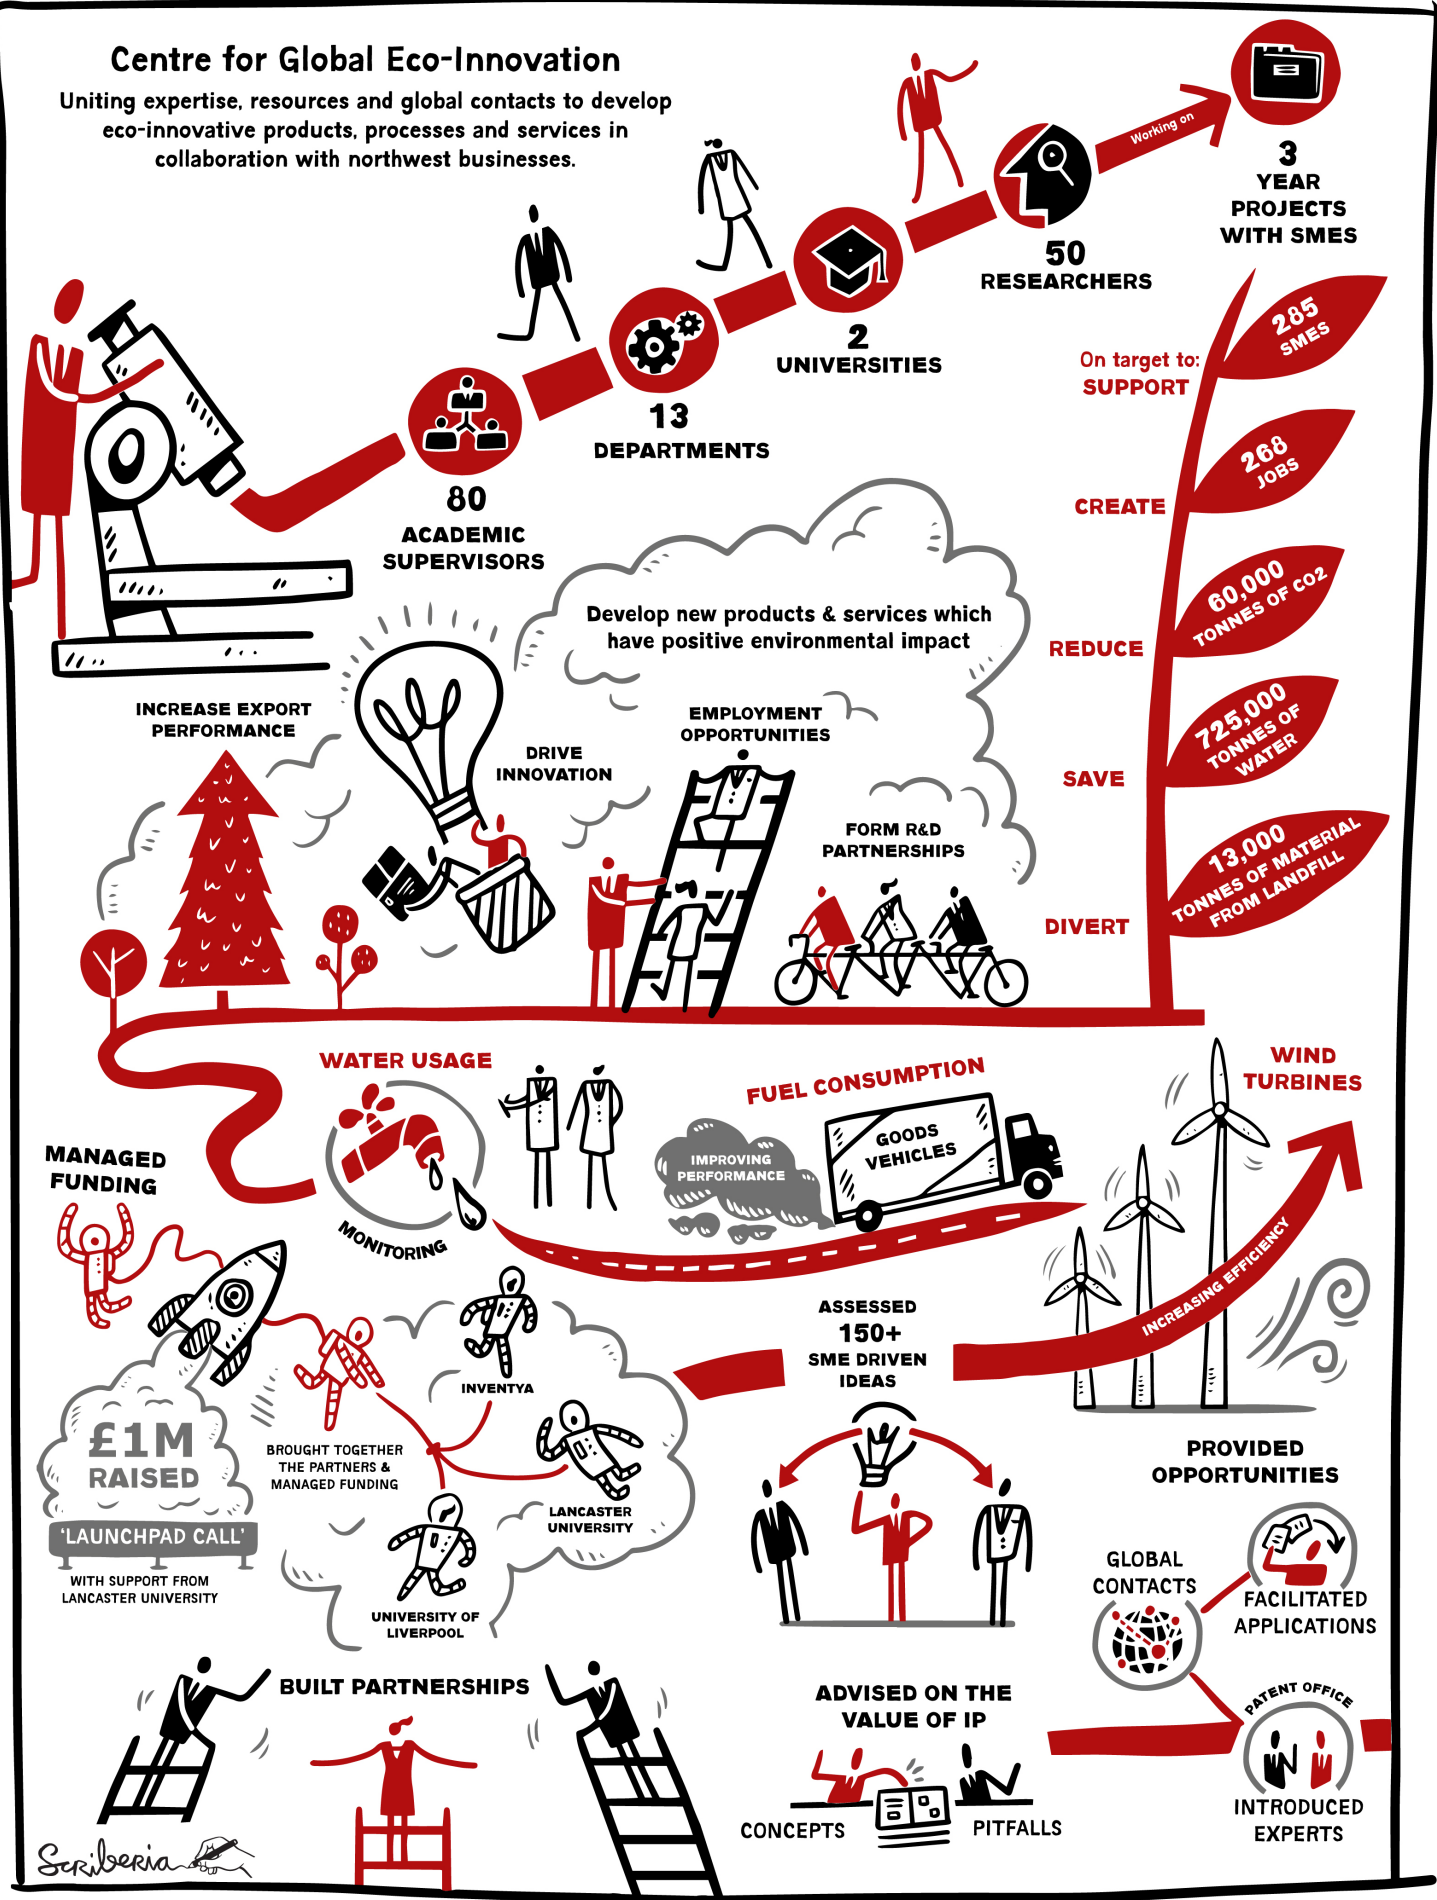 Centre for Global Eco-Innovation
Uniting expertise, resources and global contacts to develop
eco-innovative products, processes and services in
collaboration with northwest businesses.
Working on
3
YEAR
PROJECTS
WITH SMES
50
RESEARCHERS
2
UNIVERSITIES
13
DEPARTMENTS
80
ACADEMIC
SUPERVISORS
On target to:
SUPPORT
285
SMES
CREATE
268
JOBS
REDUCE
60,000
TONNES OF CO2
SAVE
725,000
TONNES OF
WATER
DIVERT
13,000
TONNES OF MATERIAL
FROM LANDFILL
Develop new products & services which
have positive environmental impact
INCREASE EXPORT
PERFORMANCE
DRIVE
INNOVATION
EMPLOYMENT
OPPORTUNITIES
FORM R&D
PARTNERSHIPS
WATER USAGE
MONITORING
FUEL CONSUMPTION
IMPROVING
PERFORMANCE
GOODS
VEHICLES
WIND
TURBINES
INCREASING EFFICIENCY
MANAGED
FUNDING
£1M
RAISED
'LAUNCHPAD CALL'
WITH SUPPORT FROM
LANCASTER UNIVERSITY
BROUGHT TOGETHER
THE PARTNERS &
MANAGED FUNDING
INVENTYA
LANCASTER
UNIVERSITY
UNIVERSITY OF
LIVERPOOL
ASSESSED
150+
SME DRIVEN
IDEAS
PROVIDED
OPPORTUNITIES
GLOBAL
CONTACTS
FACILITATED
APPLICATIONS
PATENT OFFICE
INTRODUCED
EXPERTS
BUILT PARTNERSHIPS
ADVISED ON THE
VALUE OF IP
CONCEPTS
PITFALLS
Scriberia